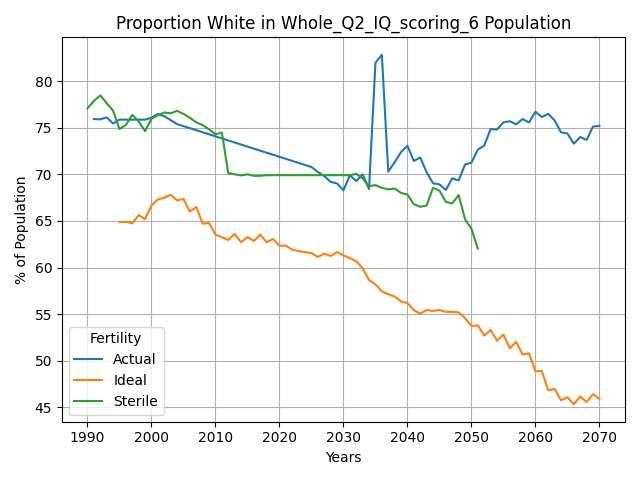 Proportion White in Whole_Q2_IQ_scoring_6 Population
% of Population
80
75
70
65
60
55
50
45
Fertility
Actual
Ideal
Sterile
1990 2000 2010 2020 2030 2040 2050 2060 2070
Years